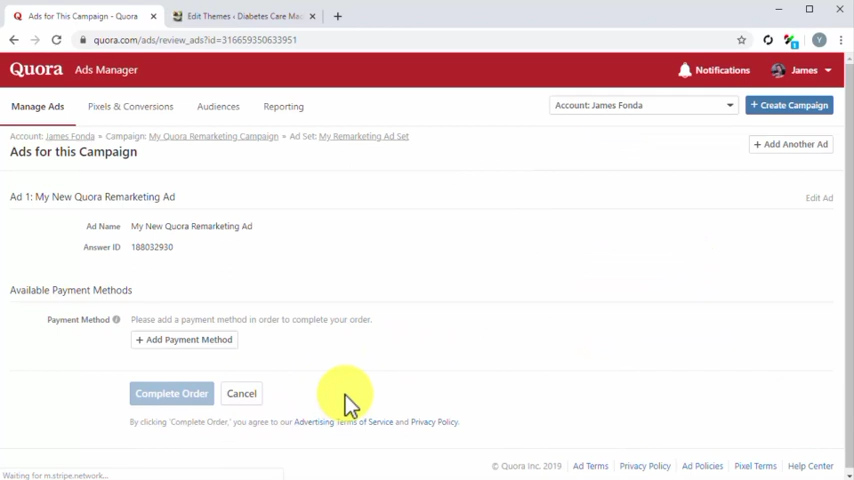 Ads for this Campaign - Quora
Edit Themes ‹ Diabetes Care Ma
quora.com/ads/review_ads?id=316659350633951
Y
Quora Ads Manager
Notifications
James
Manage Ads
Pixels & Conversions
Audiences
Reporting
Account: James Fonda
+ Create Campaign
Account: James Fonda » Campaign: My Quora Remarketing Campaign » Ad Set: My Remarketing Ad Set
Ads for this Campaign
+ Add Another Ad
Ad 1: My New Quora Remarketing Ad
Edit Ad
Ad Name My New Quora Remarketing Ad
Answer ID 188032930
Available Payment Methods
Payment Method Please add a payment method in order to complete your order.
+ Add Payment Method
Complete Order
Cancel
By clicking 'Complete Order,' you agree to our Advertising Terms of Service and Privacy Policy.
© Quora Inc. 2019 Ad Terms Privacy Policy Ad Policies Pixel Terms Help Center
Waiting for m.stripe.network...